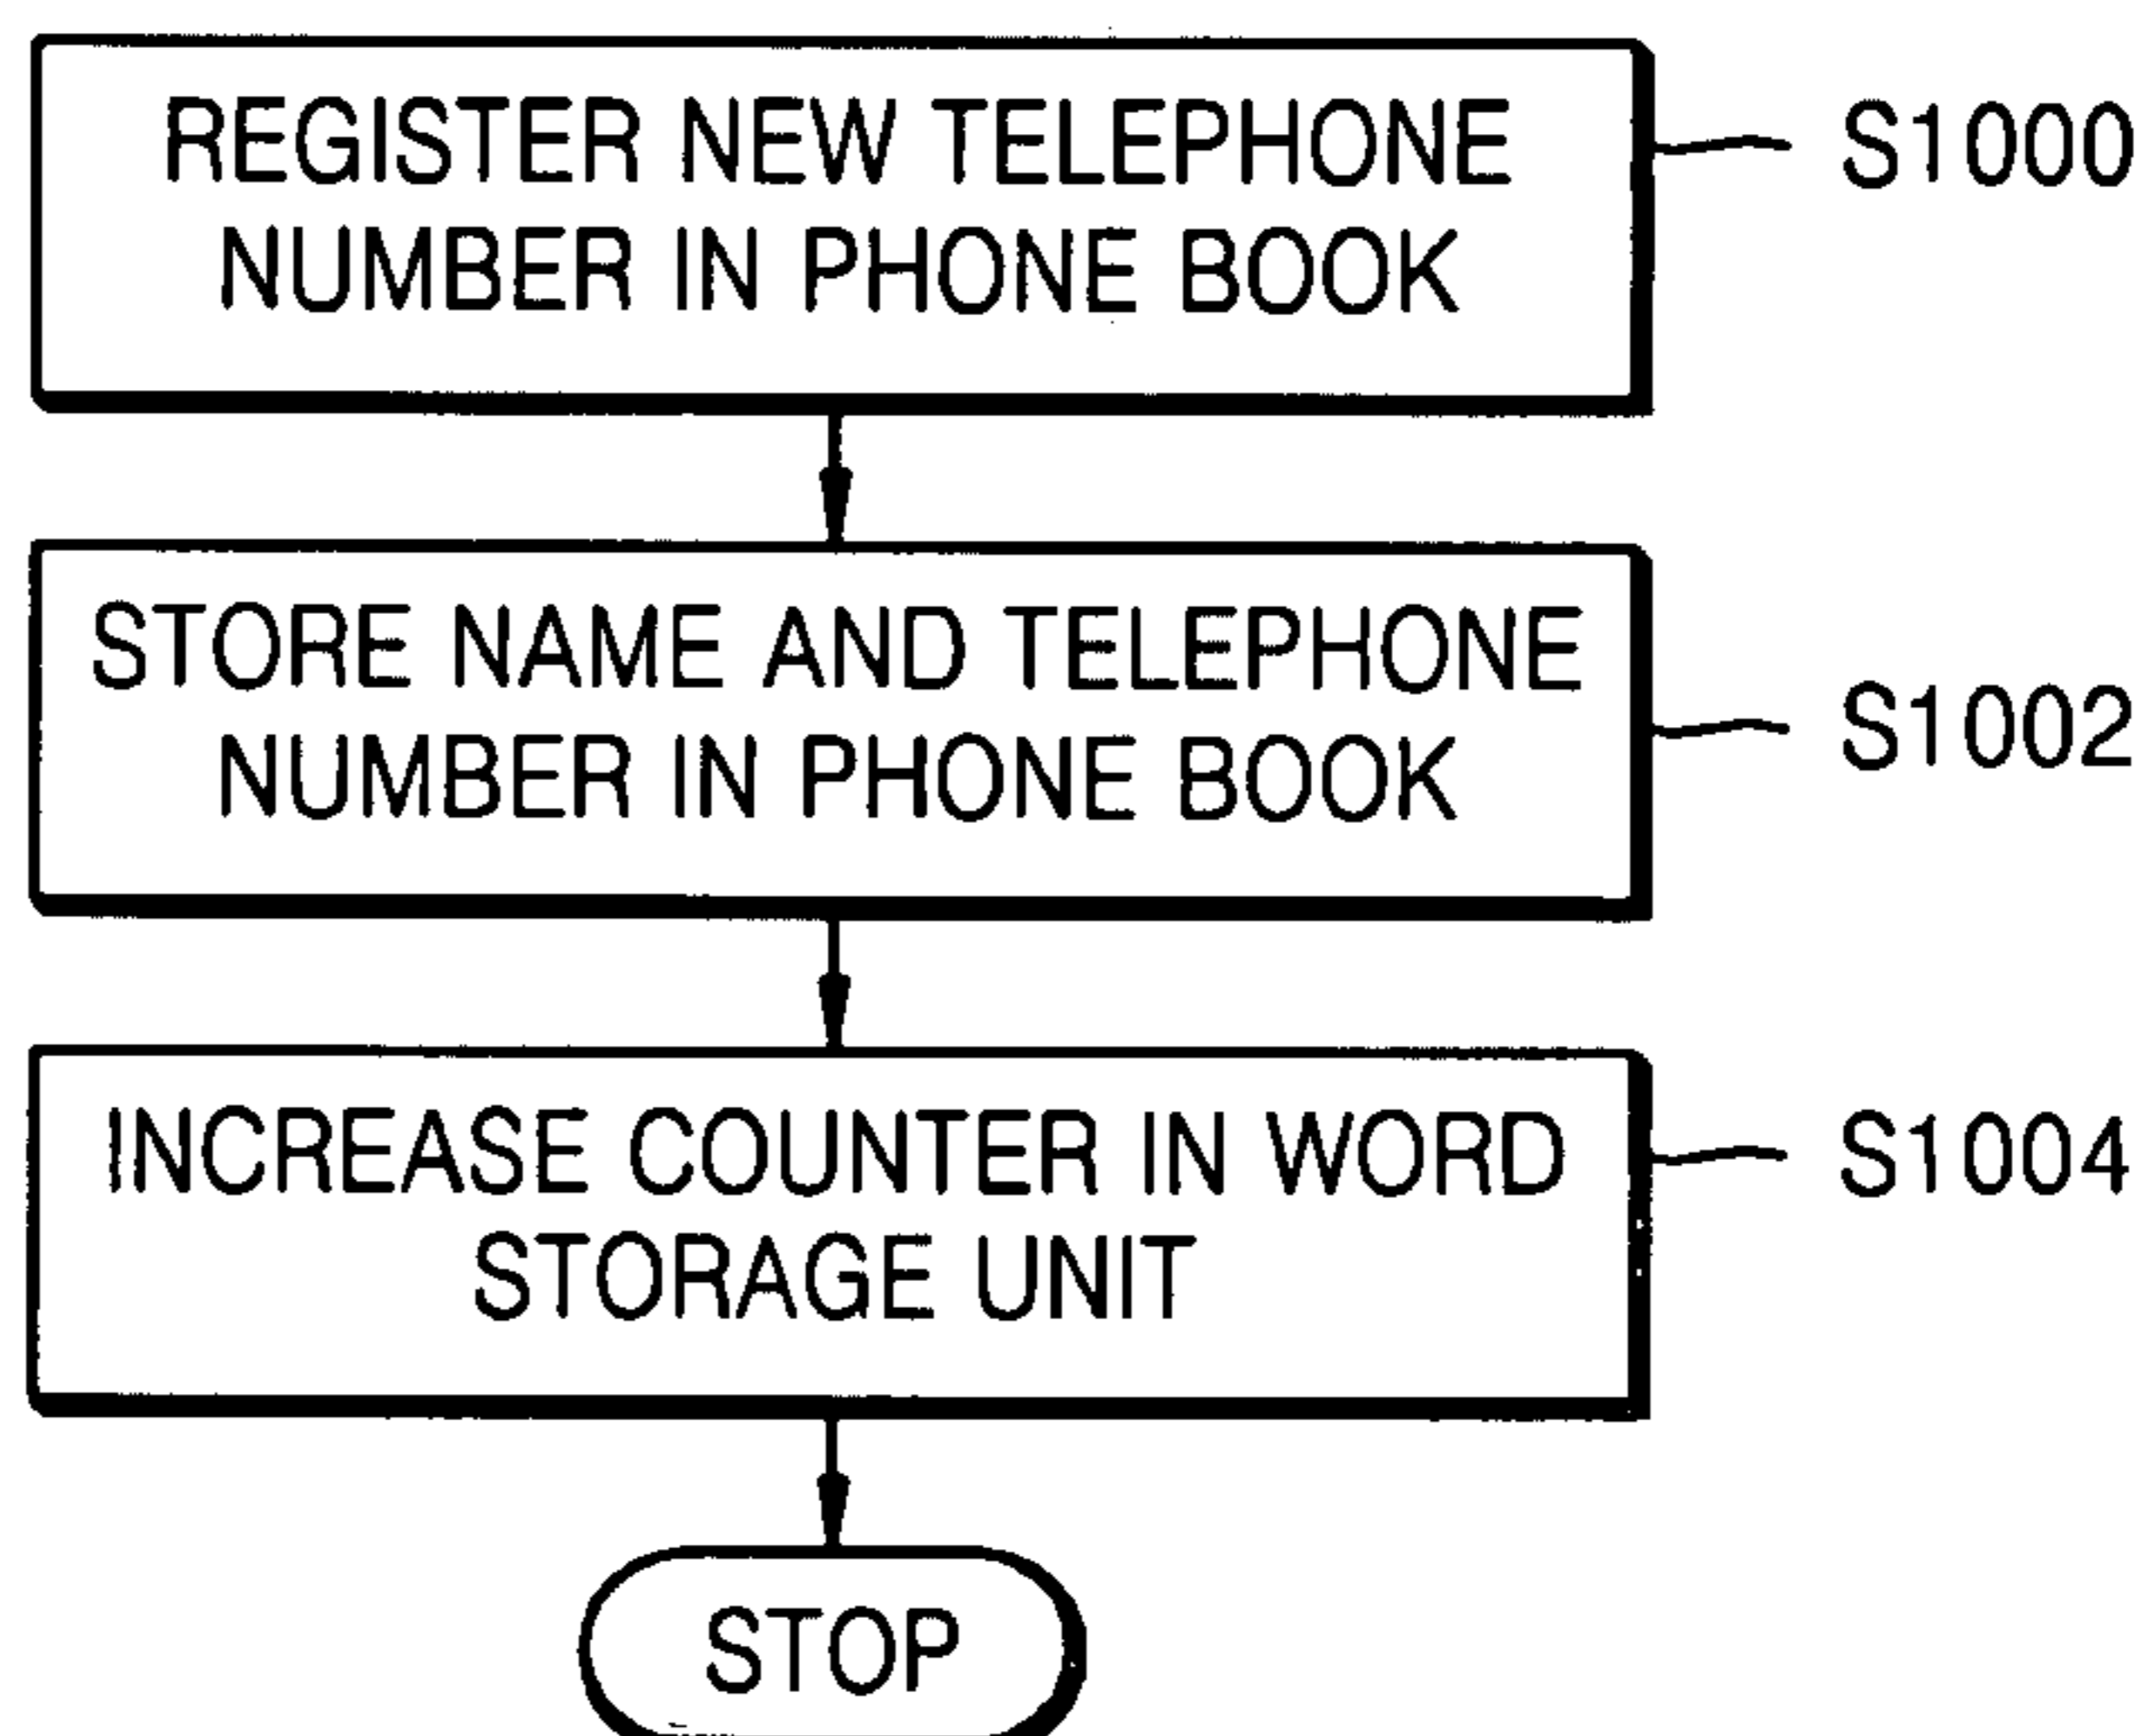 REGISTER NEW TELEPHONE
NUMBER IN PHONE BOOK
S1000
STORE NAME AND TELEPHONE
NUMBER IN PHONE BOOK
S1002
INCREASE COUNTER IN WORD
STORAGE UNIT
S1004
STOP